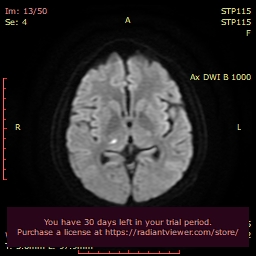 Im: 13/50
Se: 4
STP115
STP115
F
A
Ax DWI B 1000
R
L
You have 30 days left in your trial period.
Purchase a license at https://radiantviewer.com/store/